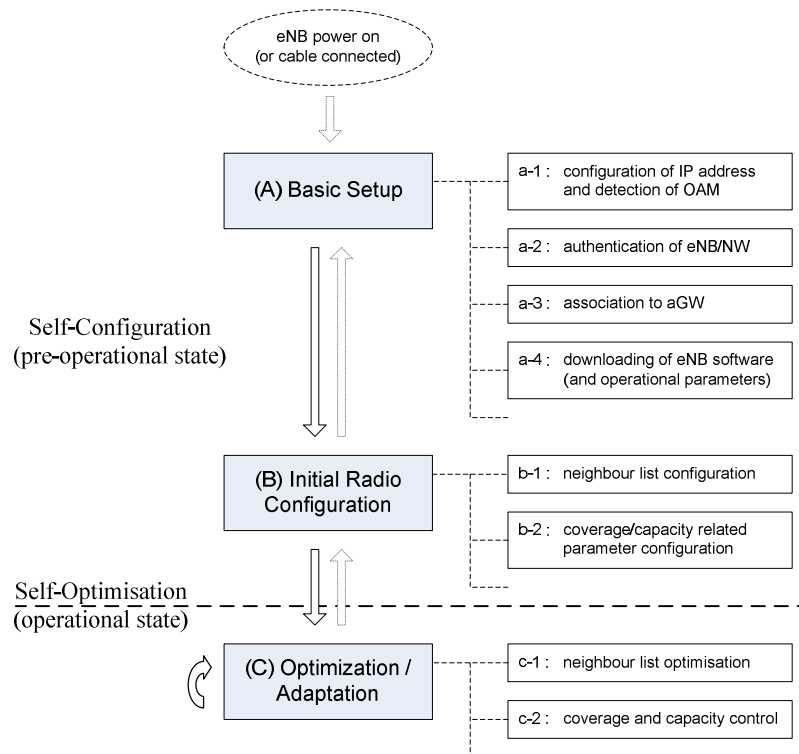 eNB power on
(or cable connected)
(A) Basic Setup
a-1 : configuration of IP address
and detection of OAM
a-2 : authentication of eNB/NW
a-3 : association to aGW
a-4 : downloading of eNB software
(and operational parameters)
Self-Configuration
(pre-operational state)
(B) Initial Radio
Configuration
b-1 : neighbour list configuration
b-2 : coverage/capacity related
parameter configuration
Self-Optimisation
(operational state)
(C) Optimization /
Adaptation
c-1 : neighbour list optimisation
c-2 : coverage and capacity control